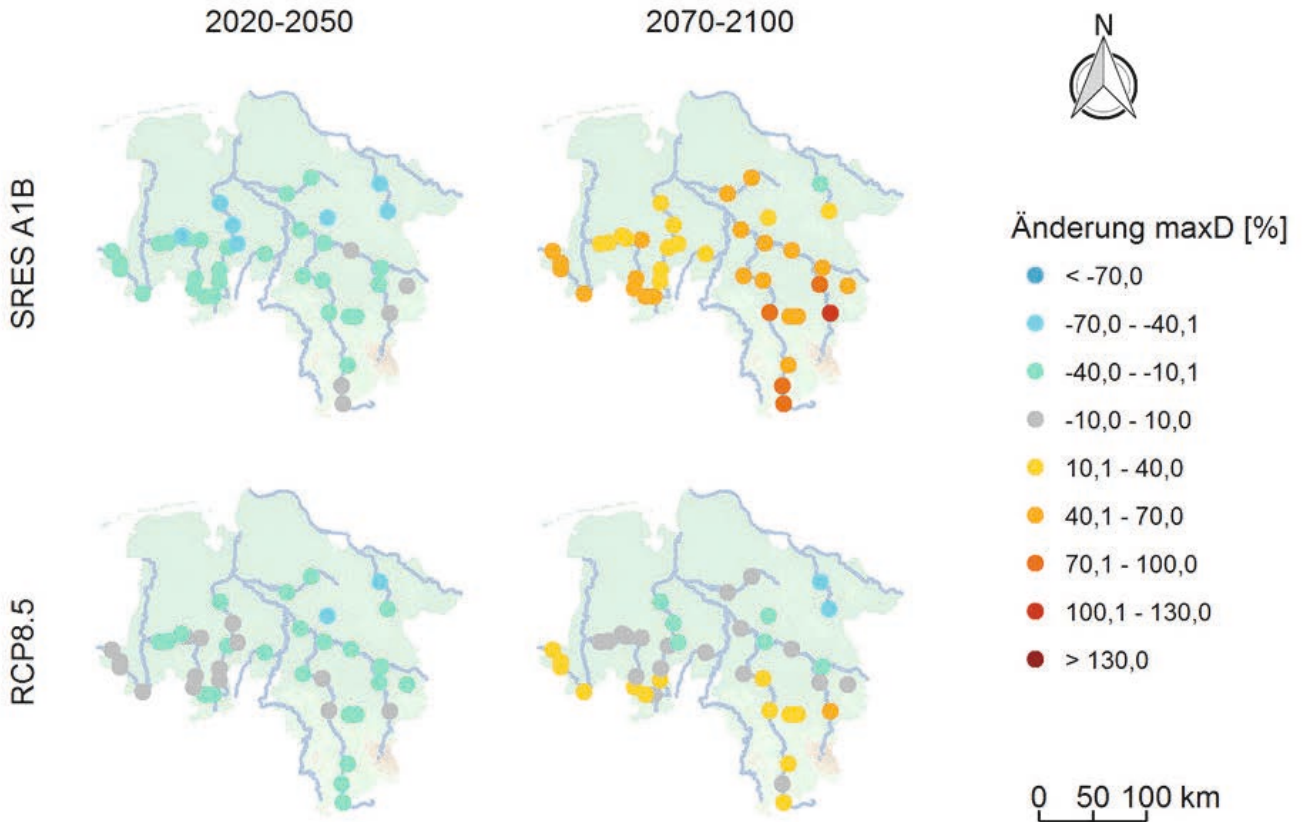 2020-2050
2070-2100
N
SRES A1B
RCP8.5
Änderung maxD [%]
< -70,0
-70,0 - -40,1
-40,0 - -10,1
-10,0 - 10,0
10,1 - 40,0
40,1 - 70,0
70,1 - 100,0
100,1 - 130,0
> 130,0
0 50 100 km